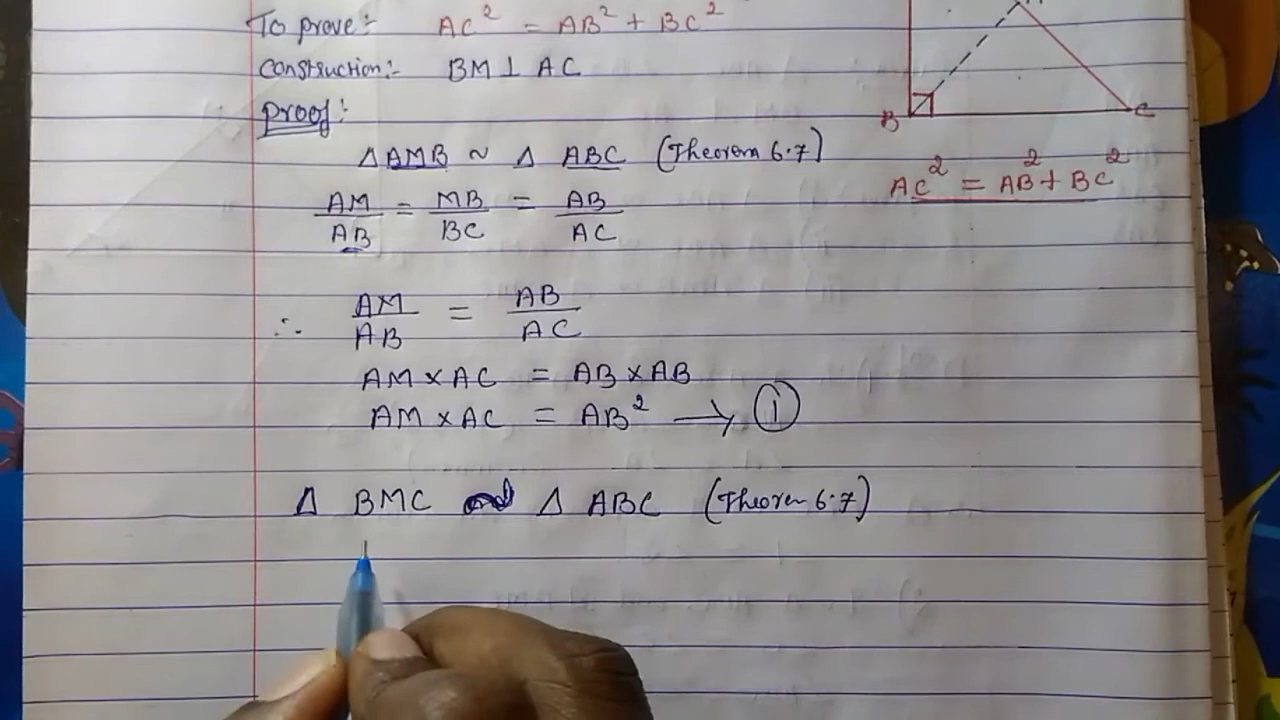 To prove:- AC² = AB² + BC²
Construction:- BM ⊥ AC
Proof:-
Δ AMB ~ Δ ABC (Theorem 6.7)
AM/AB = MB/BC = AB/AC
∴ AM/AB = AB/AC
AM × AC = AB × AB
AM × AC = AB² → ①
Δ BMC Δ ABC (Theorem 6.7)
B C
AC² = AB² + BC²